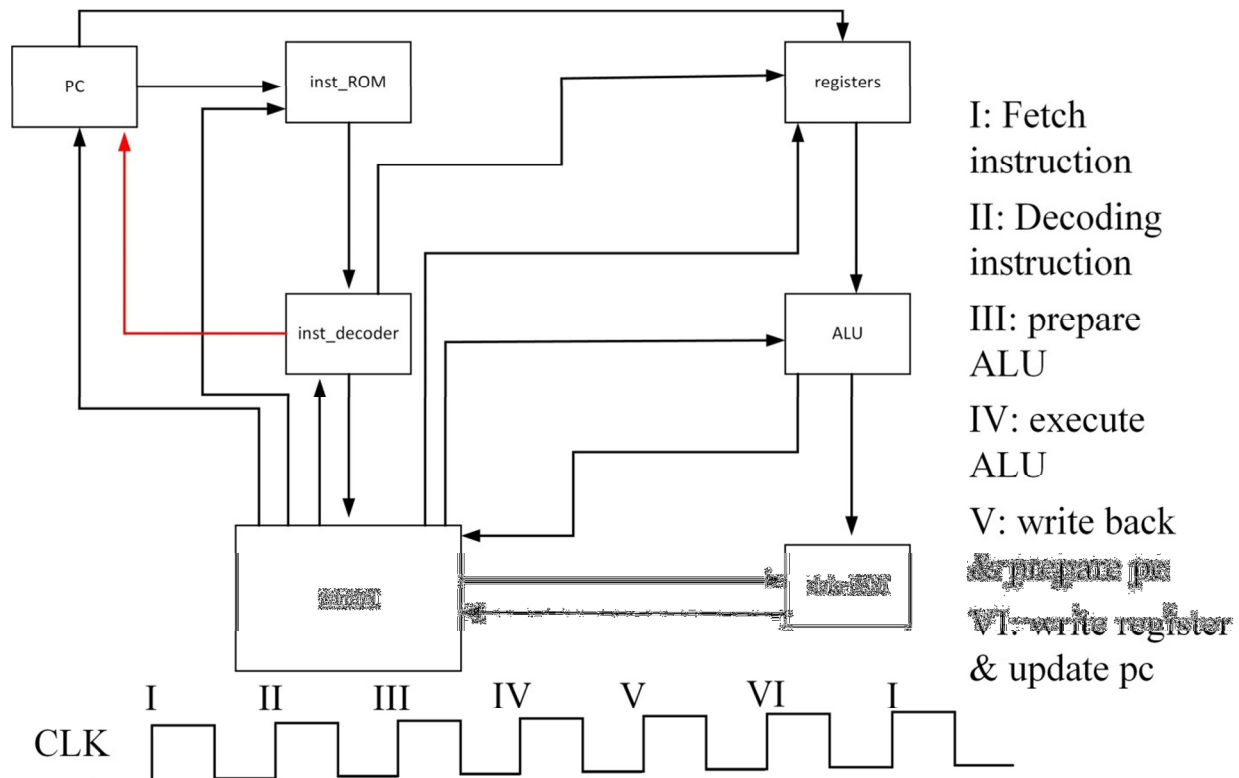 PC
inst_ROM
registers
I: Fetch
instruction
II: Decoding
instruction
inst_decoder
ALU
III: prepare
ALU
IV: execute
ALU
V: write back
& prepare pc
VI: write register
& update pc
I II III IV V VI I
CLK